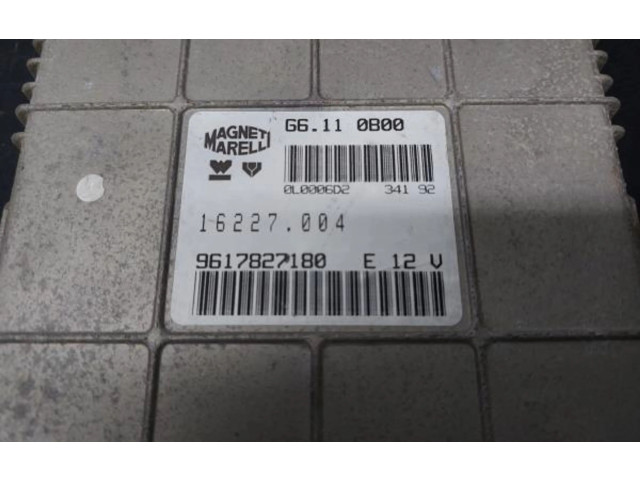 G6.11 0B00
MAGNETI
MARELLI
0L0006D2 341 92
16227.004
9617827180 E 12 V